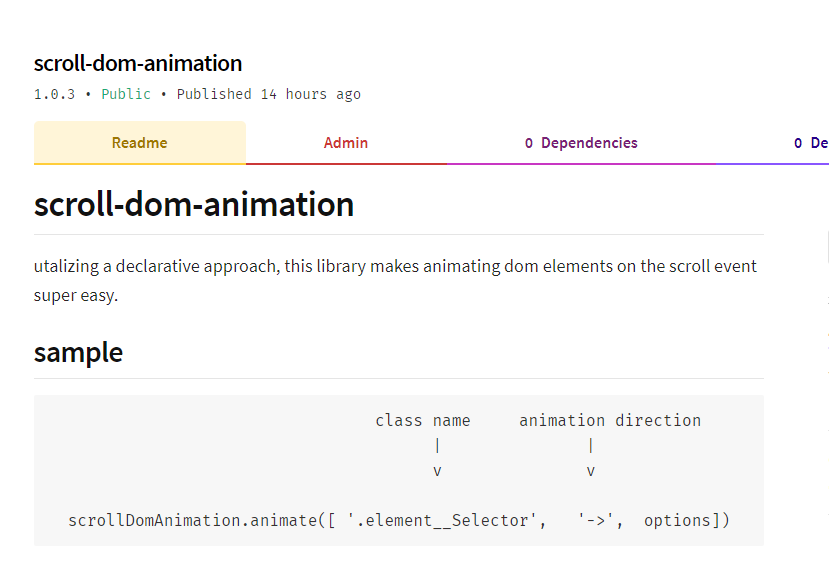 scroll-dom-animation
1.0.3 • Public • Published 14 hours ago
Readme Admin 0 Dependencies 0 De
scroll-dom-animation
utalizing a declarative approach, this library makes animating dom elements on the scroll event
super easy.
sample
class name animation direction
| |
v v
scrollDomAnimation.animate([ '.element__Selector', '->', options])